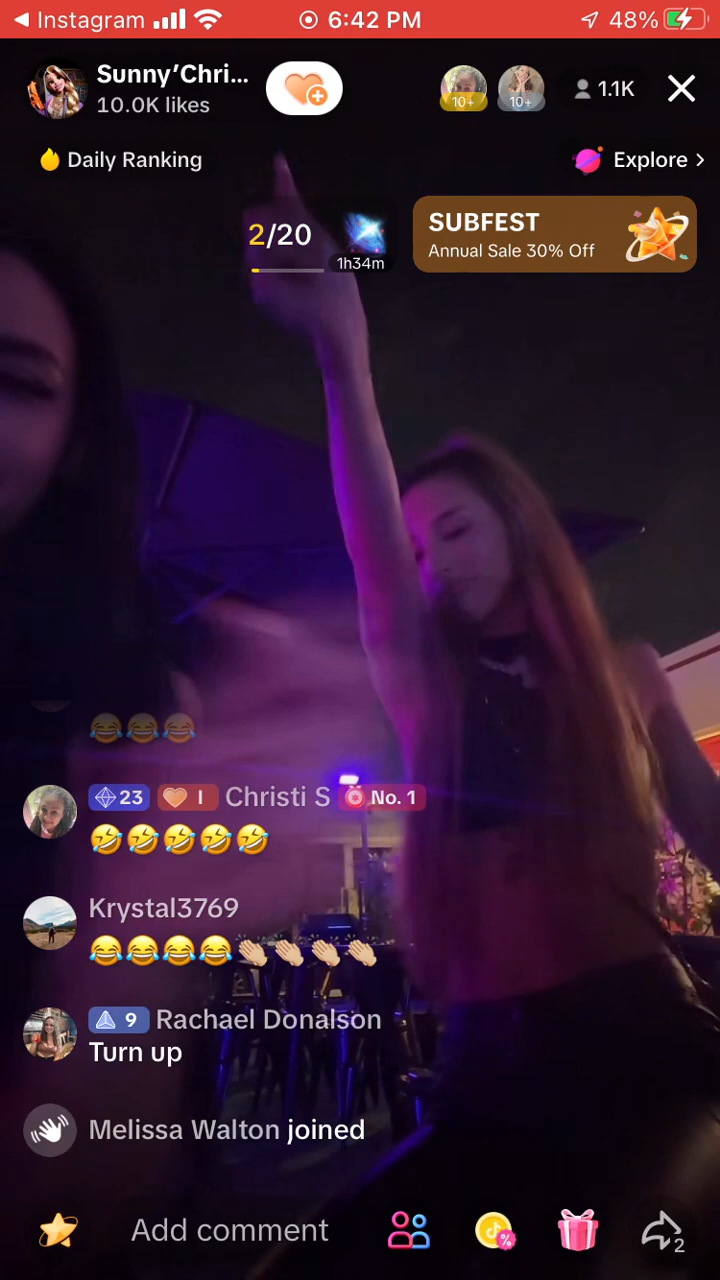 Instagram
6:42 PM
48%
Sunny'Chri...
10.0K likes
10+
10+
1.1K
Daily Ranking
Explore
2/20
1h34m
SUBFEST
Annual Sale 30% Off
😂😂😂
23 I Christi S No. 1
🤣🤣🤣🤣🤣
Krystal3769
😂😂😂😂👏🏻👏🏻👏🏻👏🏻
9 Rachael Donalson
Turn up
Melissa Walton joined
Add comment
%
2